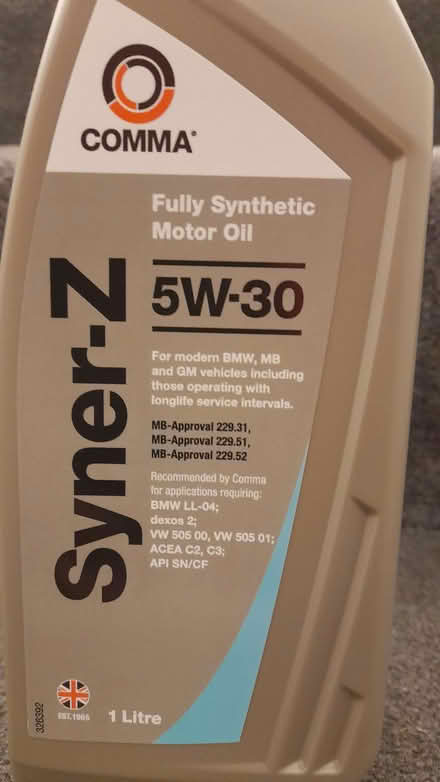 COMMA®
Fully Synthetic
Motor Oil
5W-30
Syner-Z
For modern BMW, MB
and GM vehicles including
those operating with
longlife service intervals.
MB-Approval 229.31,
MB-Approval 229.51,
MB-Approval 229.52
Recommended by Comma
for applications requiring:
BMW LL-04;
dexos 2;
VW 505 00, VW 505 01;
ACEA C2, C3;
API SN/CF
326392
EST.1965
1 Litre